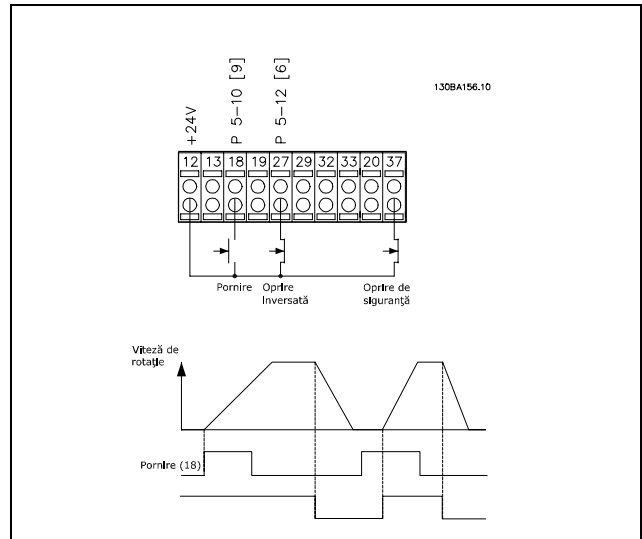 130BA156.10
+24V
P 5-10 [9]
P 5-12 [6]
12 13 18 19 27 29 32 33 20 37
Pornire
Oprire
inversată
Oprire de
siguranţă
Viteză de
rotaţie
Pornire (18)